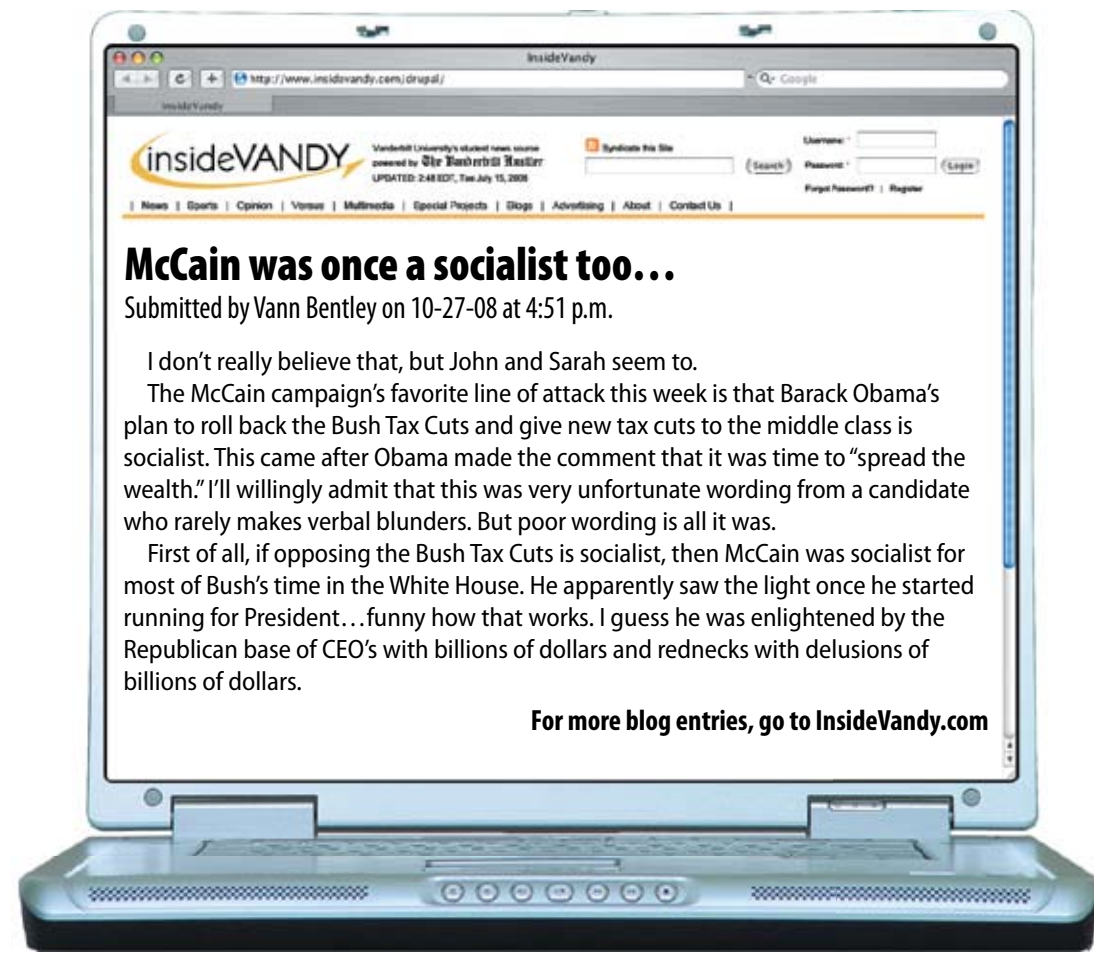 InsideVandy
http://www.insidevandy.com/drupal/
Google
InsideVandy
insideVANDY
Vanderbilt University's student news source
powered by The Vanderbilt Hustler
UPDATED: 2:48 EDT, Tue July 15, 2008
Syndicate this Site
Search
Username: *
Password: *
Login
Forgot Password? | Register
| News | Sports | Opinion | Versus | Multimedia | Special Projects | Blogs | Advertising | About | Contact Us |
McCain was once a socialist too…
Submitted by Vann Bentley on 10-27-08 at 4:51 p.m.
I don't really believe that, but John and Sarah seem to.
The McCain campaign's favorite line of attack this week is that Barack Obama's
plan to roll back the Bush Tax Cuts and give new tax cuts to the middle class is
socialist. This came after Obama made the comment that it was time to “spread the
wealth.” I'll willingly admit that this was very unfortunate wording from a candidate
who rarely makes verbal blunders. But poor wording is all it was.
First of all, if opposing the Bush Tax Cuts is socialist, then McCain was socialist for
most of Bush's time in the White House. He apparently saw the light once he started
running for President…funny how that works. I guess he was enlightened by the
Republican base of CEO's with billions of dollars and rednecks with delusions of
billions of dollars.
For more blog entries, go to InsideVandy.com